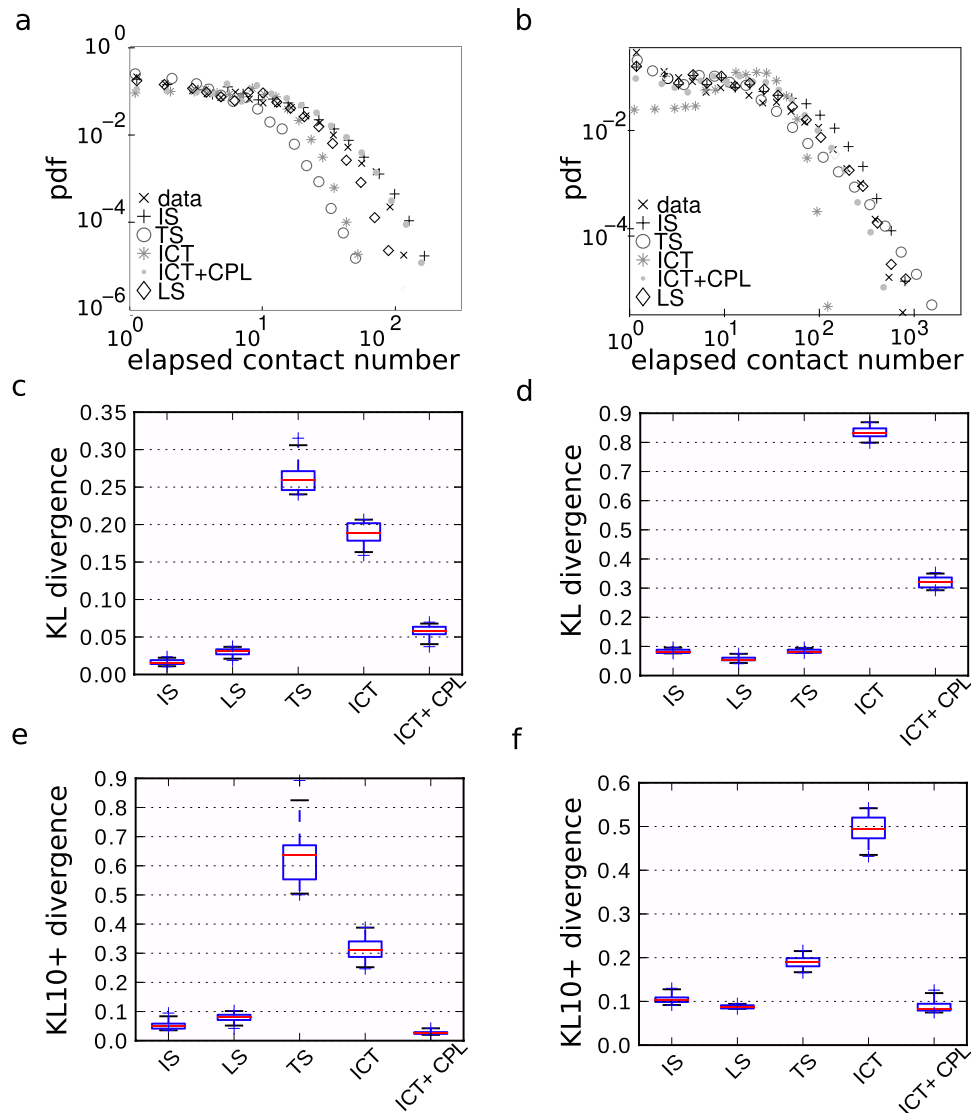 a
10^0
10^-2
10^-4
10^-6
pdf
data
IS
TS
ICT
ICT+CPL
LS
10^0 10^1 10^2
elapsed contact number
b
10^-2
10^-4
pdf
data
IS
TS
ICT
ICT+CPL
LS
10^0 10^1 10^2 10^3
elapsed contact number
c
0.35
0.30
0.25
0.20
0.15
0.10
0.05
0.00
KL divergence
IS LS TS ICT ICT+ CPL
d
0.9
0.8
0.7
0.6
0.5
0.4
0.3
0.2
0.1
0.0
KL divergence
IS LS TS ICT ICT+ CPL
e
0.9
0.8
0.7
0.6
0.5
0.4
0.3
0.2
0.1
0.0
KL10+ divergence
IS LS TS ICT ICT+ CPL
f
0.6
0.5
0.4
0.3
0.2
0.1
0.0
KL10+ divergence
IS LS TS ICT ICT+ CPL